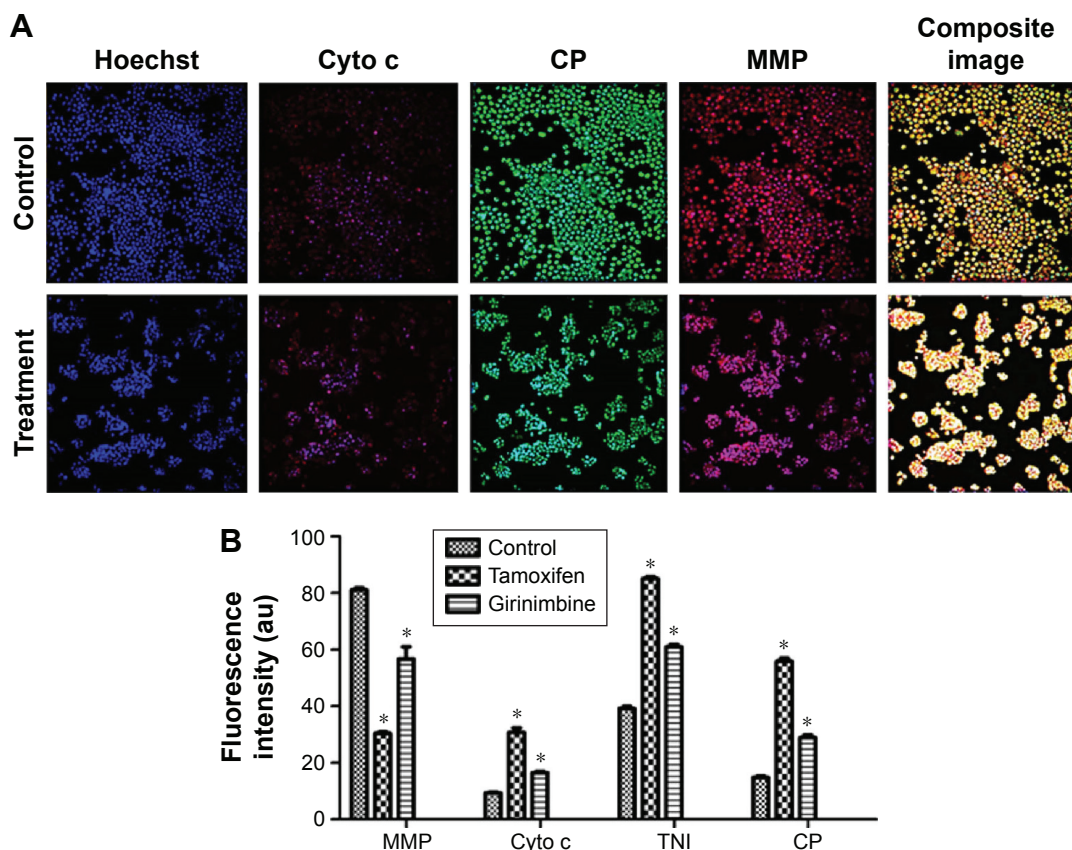 A
Hoechst
Cyto c
CP
MMP
Composite
image
Control
Treatment
B
Fluorescence
intensity (au)
100
80
60
40
20
0
Control
Tamoxifen
Girinimbine
*
*
*
*
*
*
*
*
MMP
Cyto c
TNI
CP